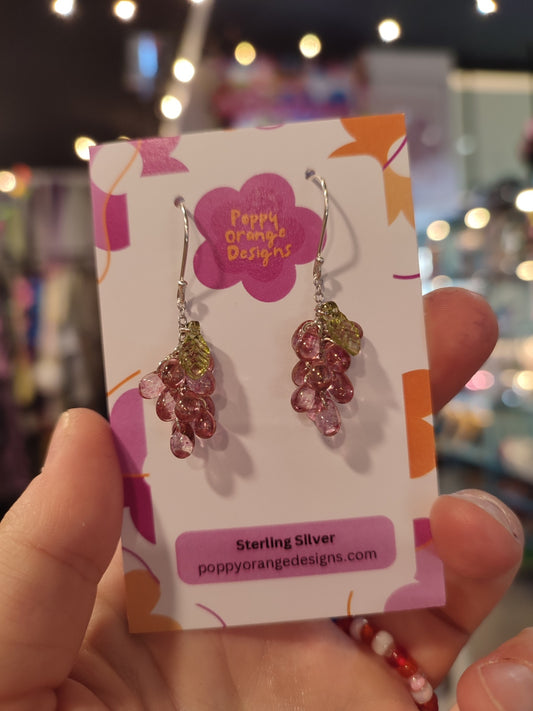 Poppy
Orange
Designs
Sterling Silver
poppyorangedesigns.com